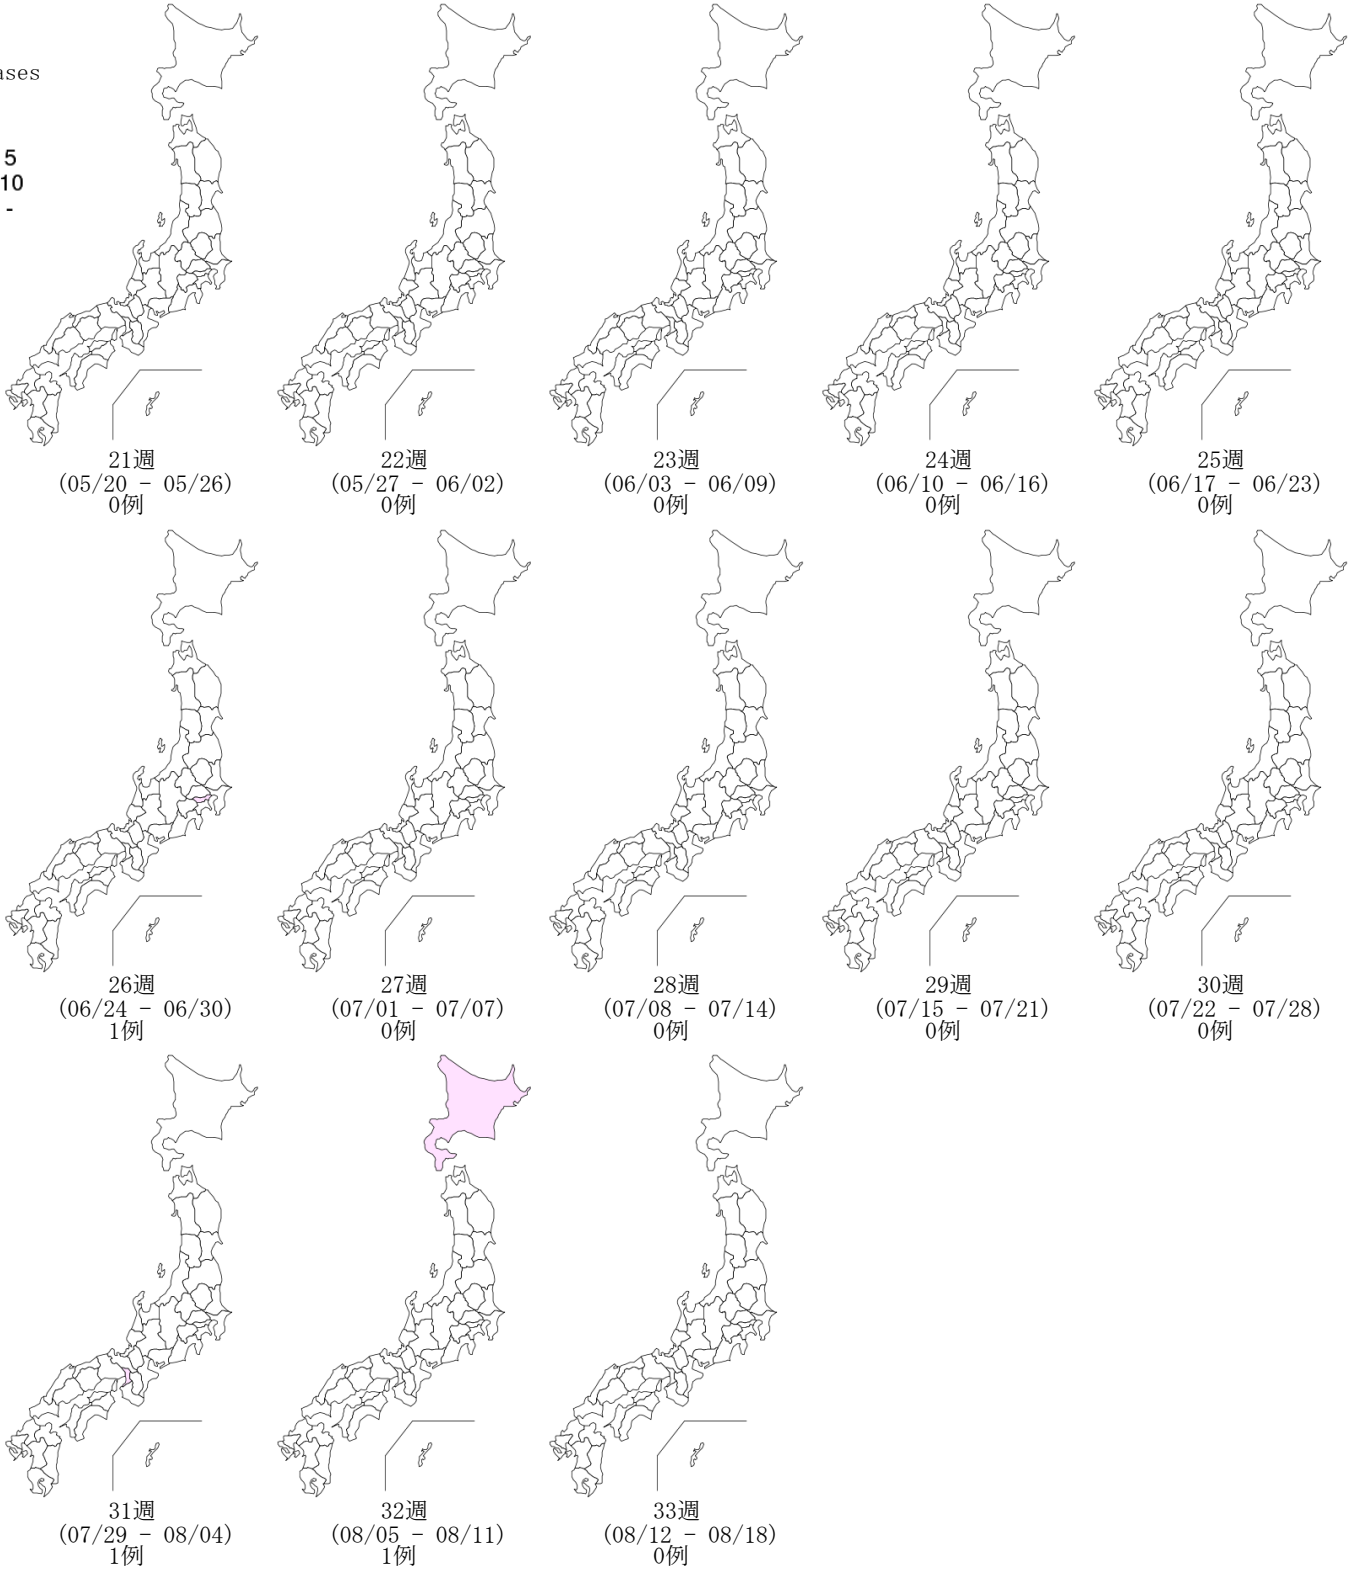 ases
5
10
-
21週
(05/20 - 05/26)
0例
22週
(05/27 - 06/02)
0例
23週
(06/03 - 06/09)
0例
24週
(06/10 - 06/16)
0例
25週
(06/17 - 06/23)
0例
26週
(06/24 - 06/30)
1例
27週
(07/01 - 07/07)
0例
28週
(07/08 - 07/14)
0例
29週
(07/15 - 07/21)
0例
30週
(07/22 - 07/28)
0例
31週
(07/29 - 08/04)
1例
32週
(08/05 - 08/11)
1例
33週
(08/12 - 08/18)
0例